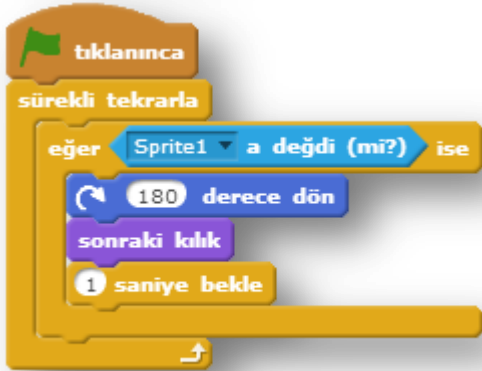 tıklanınca
sürekli tekrarla
eğer Sprite1 a değdi (mi?) ise
180 derece dön
sonraki kılık
1 saniye bekle